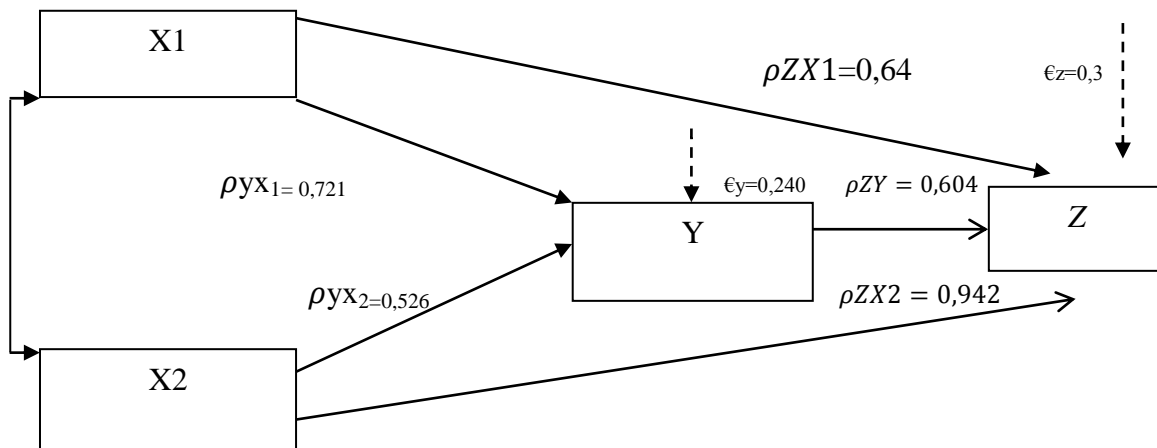 X1
𝜌𝑍𝑋1=0,64
€z=0,3
𝜌yx₁₌ ₀,₇₂₁
€y=0,240
𝜌𝑍𝑌 = 0,604
Y
Z
𝜌yx₂₌₀,₅₂₆
𝜌𝑍𝑋2 = 0,942
X2